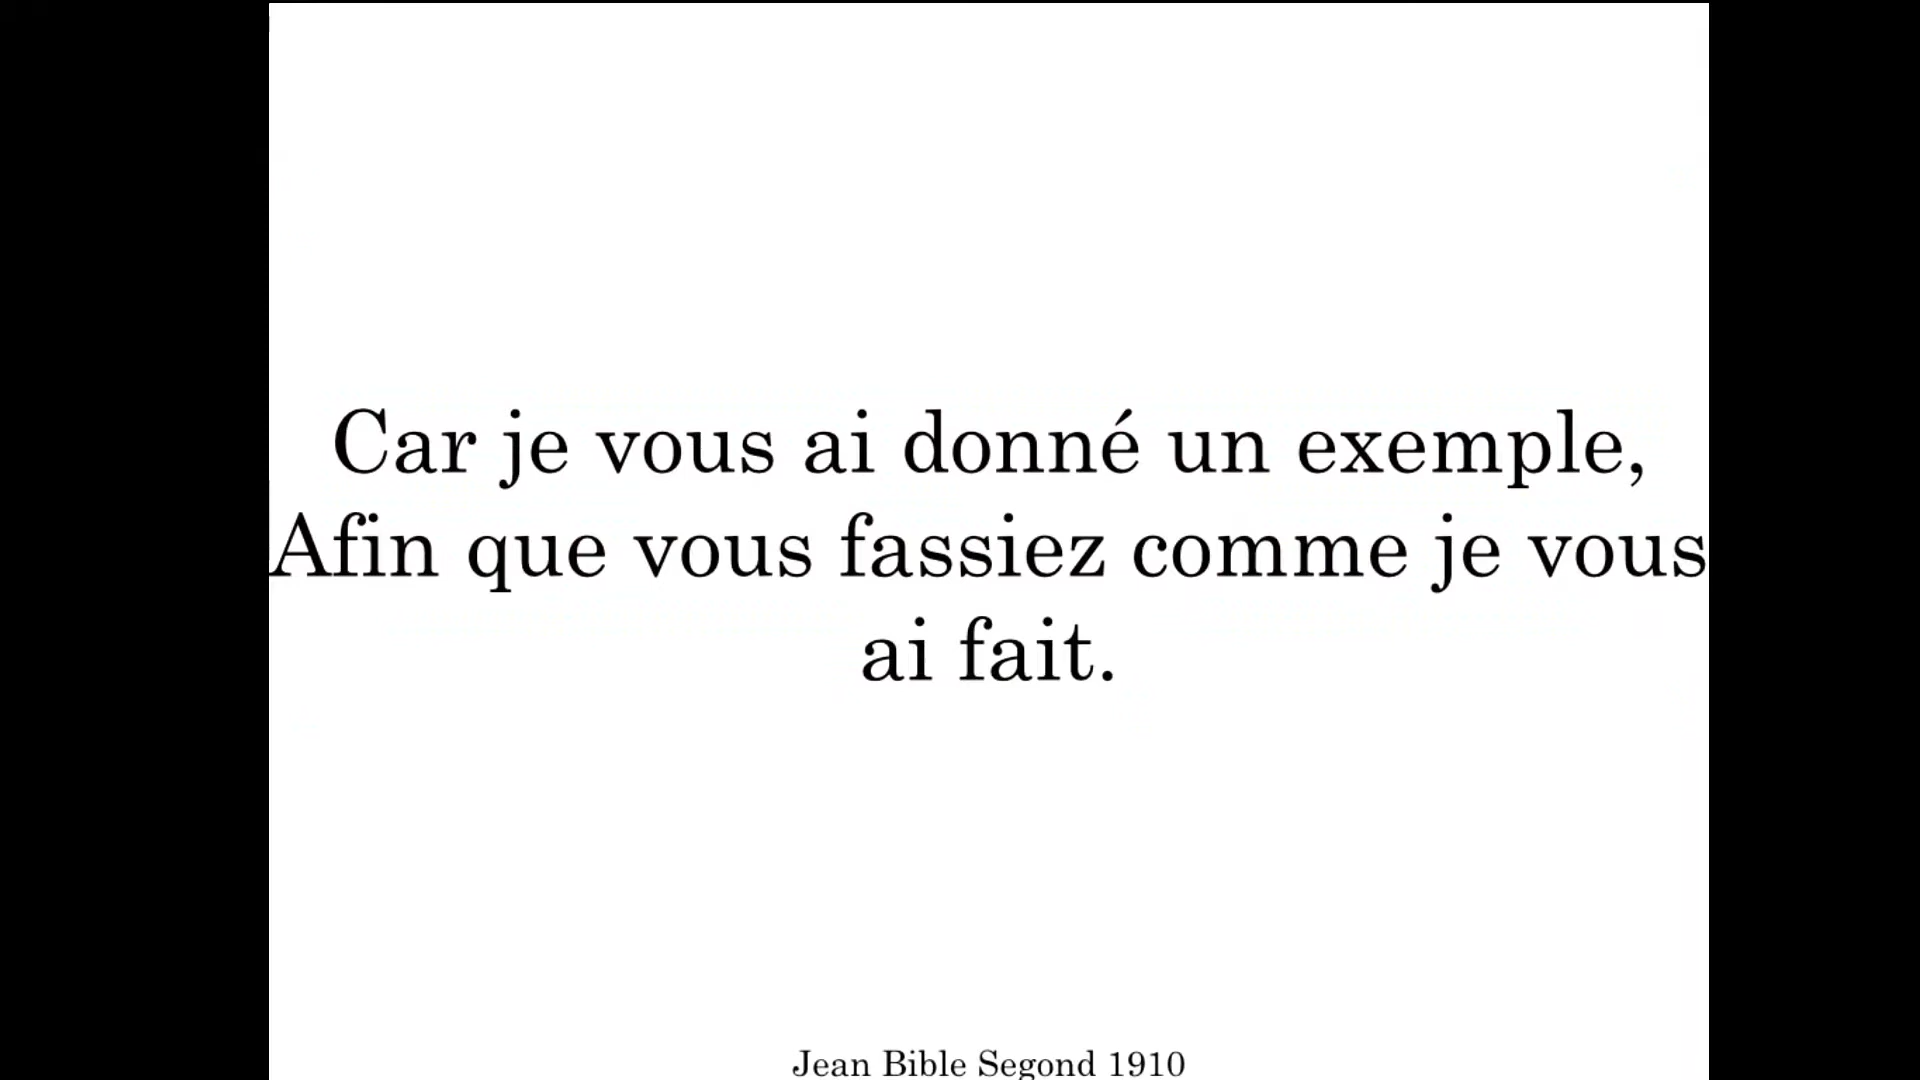 Car je vous ai donné un exemple,
Afin que vous fassiez comme je vous
ai fait.
Jean Bible Segond 1910